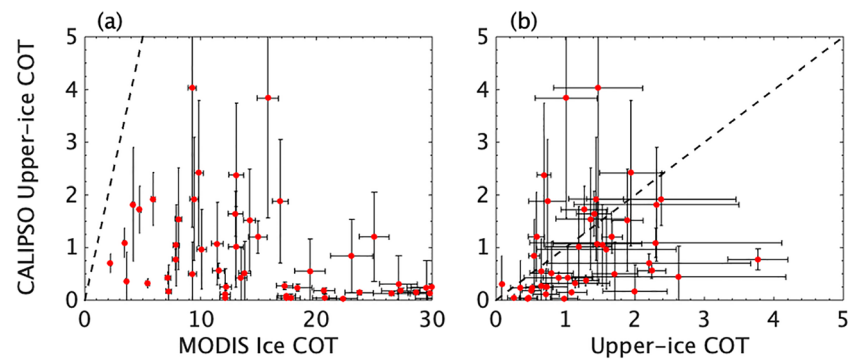 (a)
(b)
CALIPSO Upper-ice COT
5
4
3
2
1
0
0 10 20 30
MODIS Ice COT
5
4
3
2
1
0
0 1 2 3 4 5
Upper-ice COT